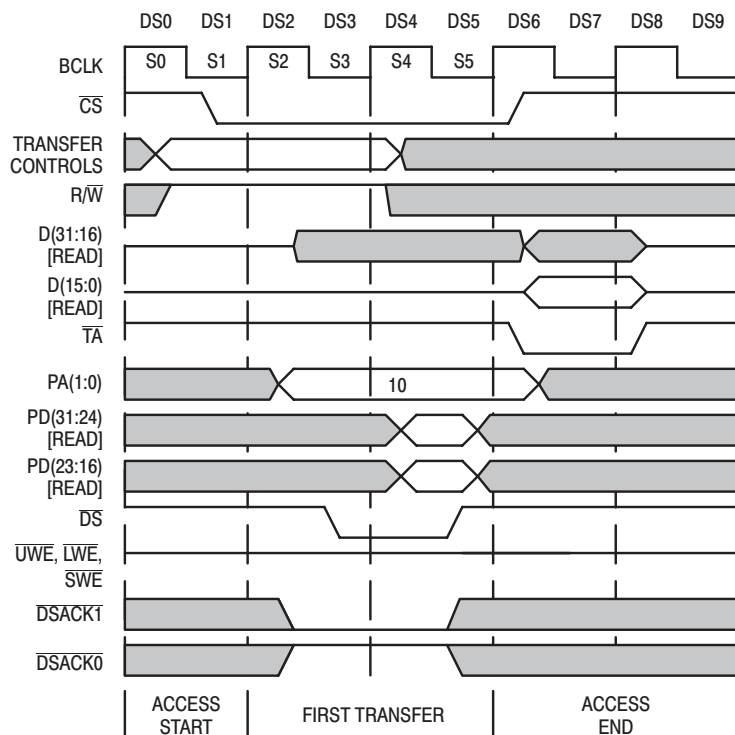 DS0 DS1 DS2 DS3 DS4 DS5 DS6 DS7 DS8 DS9
BCLK S0 S1 S2 S3 S4 S5
CS
TRANSFER
CONTROLS
R/W
D(31:16)
[READ]
D(15:0)
[READ]
TA
PA(1:0) 10
PD(31:24)
[READ]
PD(23:16)
[READ]
DS
UWE, LWE,
SWE
DSACK1
DSACK0
ACCESS
START
FIRST TRANSFER
ACCESS
END